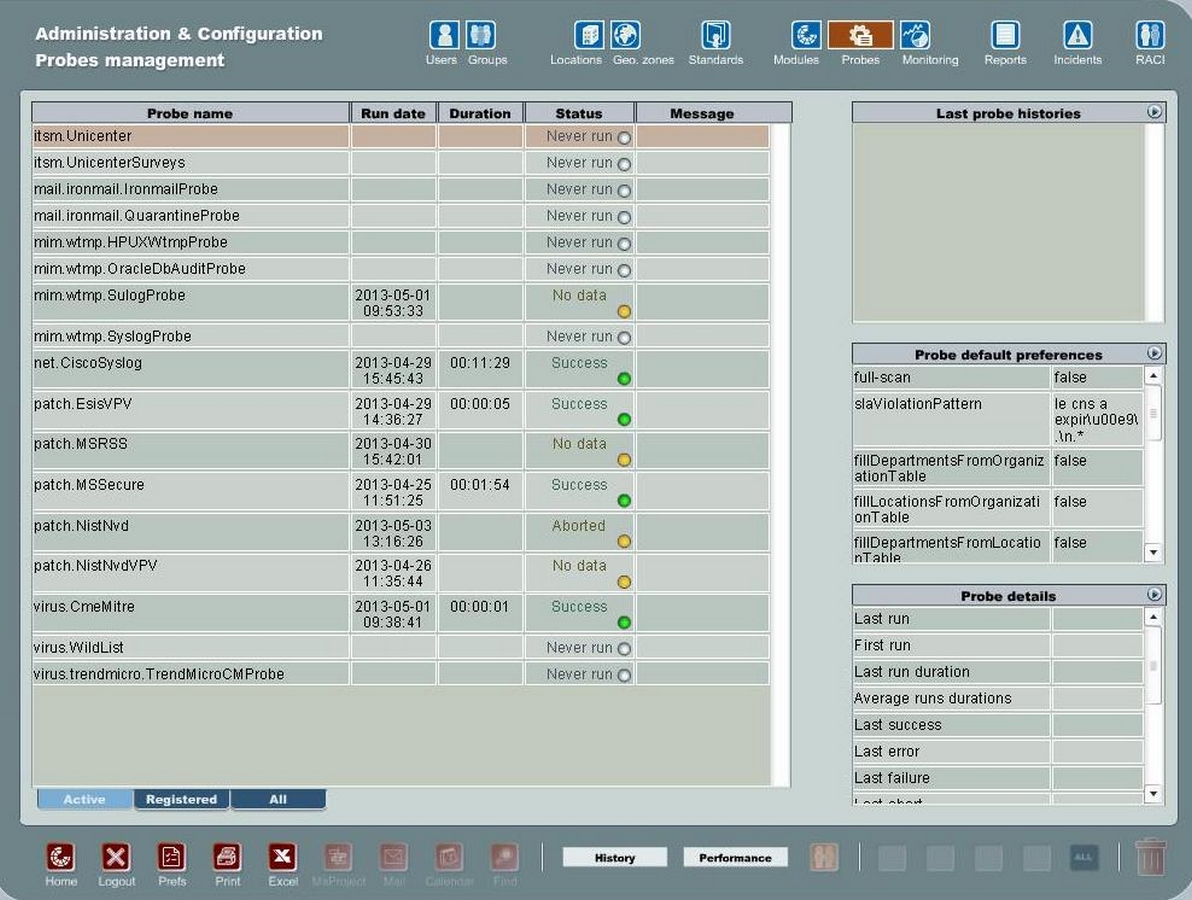 Administration & Configuration
Probes management
Users Groups Locations Geo. zones Standards Modules Probes Monitoring Reports Incidents RACI
Probe name Run date Duration Status Message
itsm.Unicenter Never run
itsm.UnicenterSurveys Never run
mail.ironmail.IronmailProbe Never run
mail.ironmail.QuarantineProbe Never run
mim.wtmp.HPUXWtmpProbe Never run
mim.wtmp.OracleDbAuditProbe Never run
mim.wtmp.SulogProbe 2013-05-01 No data
09:53:33
mim.wtmp.SyslogProbe Never run
net.CiscoSyslog 2013-04-29 00:11:29 Success
15:45:43
patch.EsisVPV 2013-04-29 00:00:05 Success
14:36:27
patch.MSRSS 2013-04-30 No data
15:42:01
patch.MSSecure 2013-04-25 00:01:54 Success
11:51:25
patch.NistNvd 2013-05-03 Aborted
13:16:26
patch.NistNvdVPV 2013-04-26 No data
11:35:44
virus.CmeMitre 2013-05-01 00:00:01 Success
09:38:41
virus.WildList Never run
virus.trendmicro.TrendMicroCMProbe Never run
Active Registered All
Last probe histories
Probe default preferences
full-scan false
slaViolationPattern le cns a
expir\u00e9\
.\n.*
fillDepartmentsFromOrganiz false
ationTable
fillLocationsFromOrganizati false
onTable
fillDepartmentsFromLocatio false
nTable
Probe details
Last run
First run
Last run duration
Average runs durations
Last success
Last error
Last failure
Last abort
Home Logout Prefs Print Excel MsProject Mail Calendar Find
History Performance
ALL